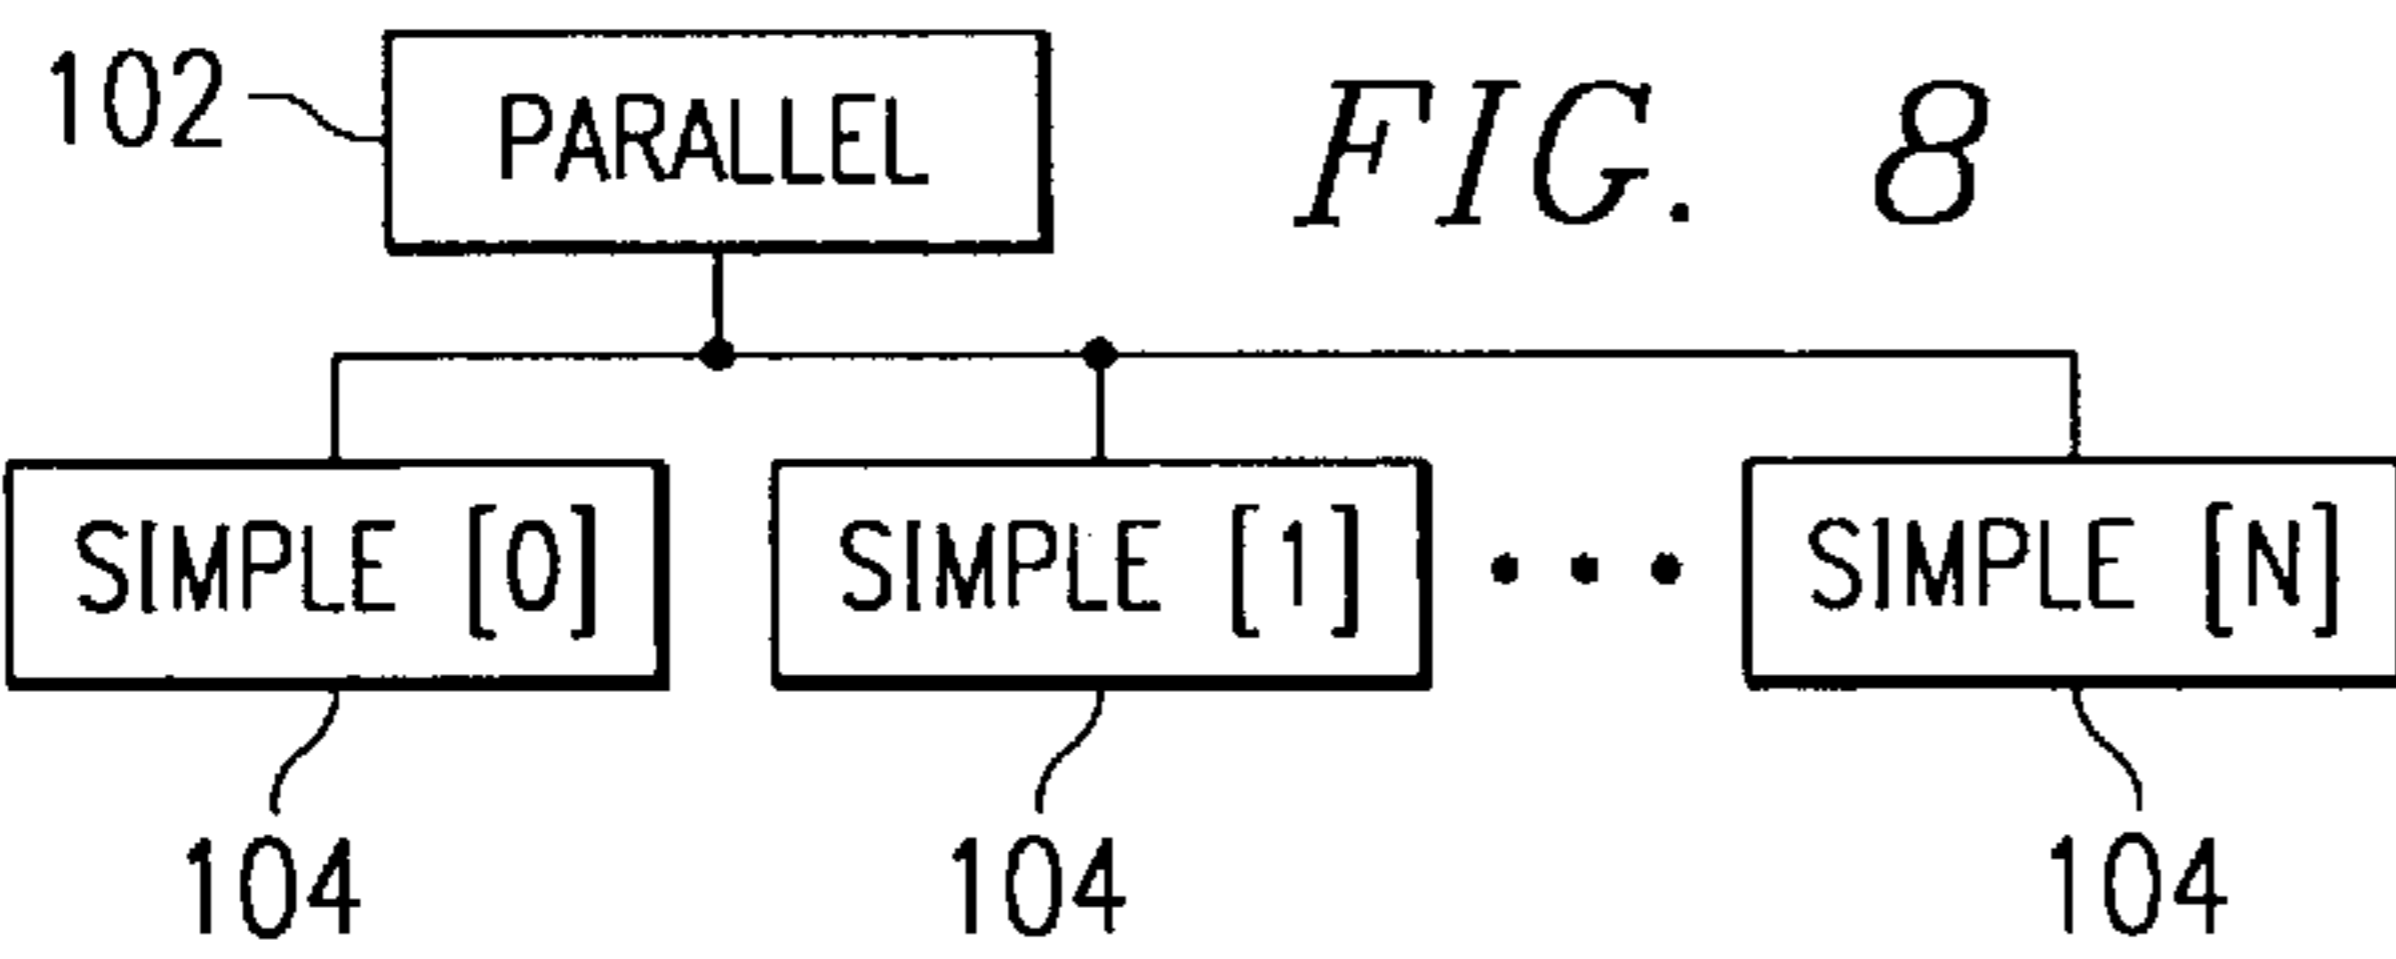 102
PARALLEL
FIG. 8
SIMPLE [0]
SIMPLE [1]
SIMPLE [N]
104
104
104